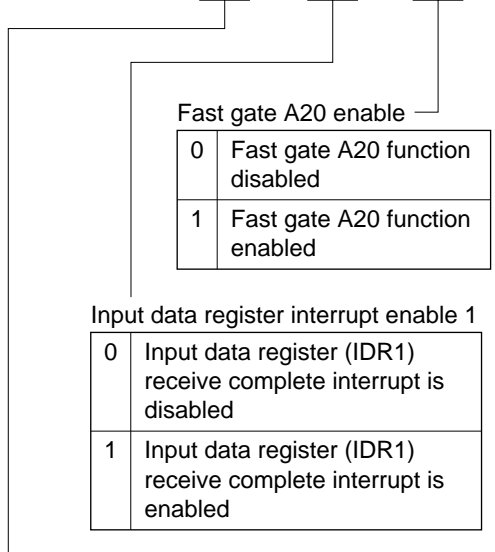 Fast gate A20 enable
0 Fast gate A20 function
disabled
1 Fast gate A20 function
enabled
Input data register interrupt enable 1
0 Input data register (IDR1)
receive complete interrupt is
disabled
1 Input data register (IDR1)
receive complete interrupt is
enabled